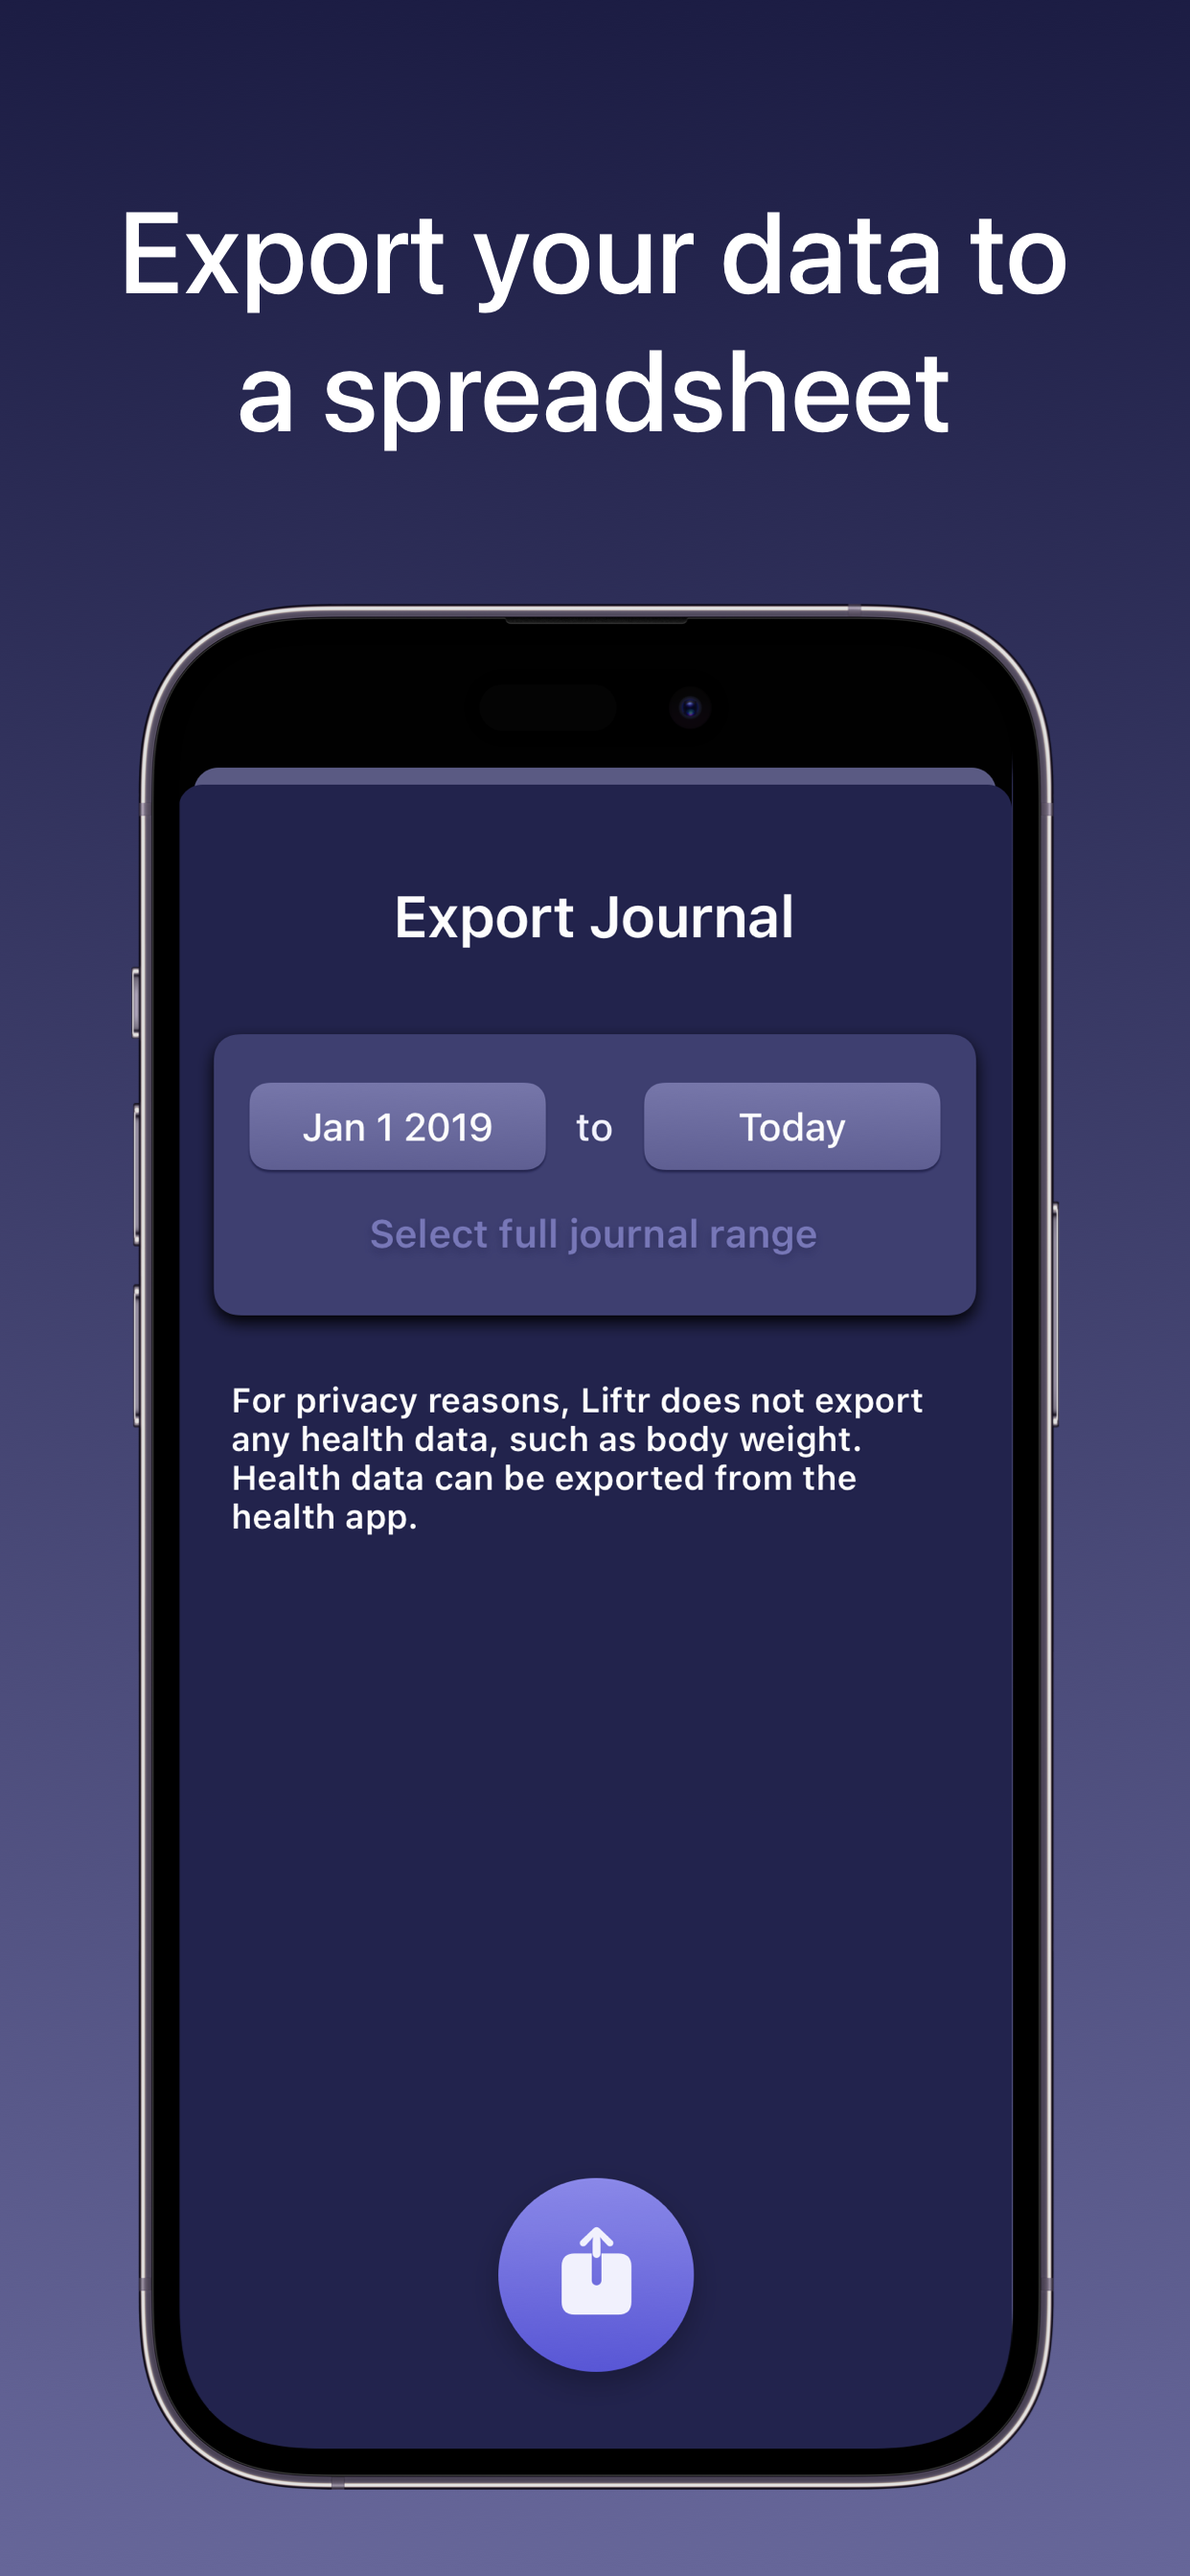 Export your data to
a spreadsheet
Export Journal
Jan 1 2019 to Today
Select full journal range
For privacy reasons, Liftr does not export
any health data, such as body weight.
Health data can be exported from the
health app.